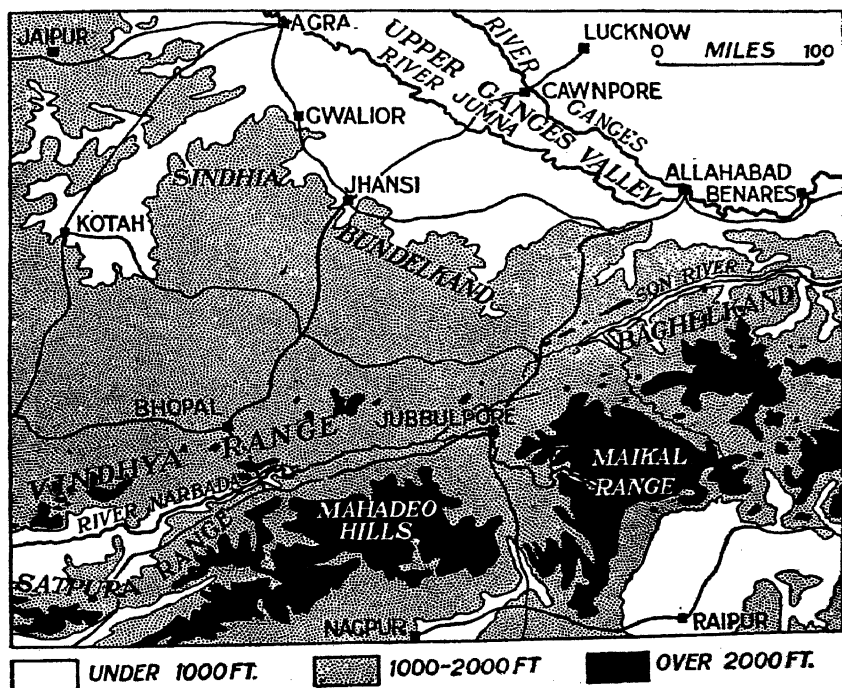 JAIPUR
AGRA
LUCKNOW
0 MILES 100
RIVER GANGES
UPPER GANGES VALLEY
RIVER JUMNA
CAWNPORE
GWALIOR
SINDHIA
JHANSI
ALLAHABAD
BENARES
KOTAH
BUNDELKAND
SON RIVER
BAGHELKAND
BHOPAL
JUBBULPORE
VINDHYA RANGE
RIVER NARBADA
MAIKAL
RANGE
MAHADEO
HILLS
SATPURA RANGE
NAGPUR
RAIPUR
UNDER 1000 FT.
1000-2000 FT
OVER 2000 FT.